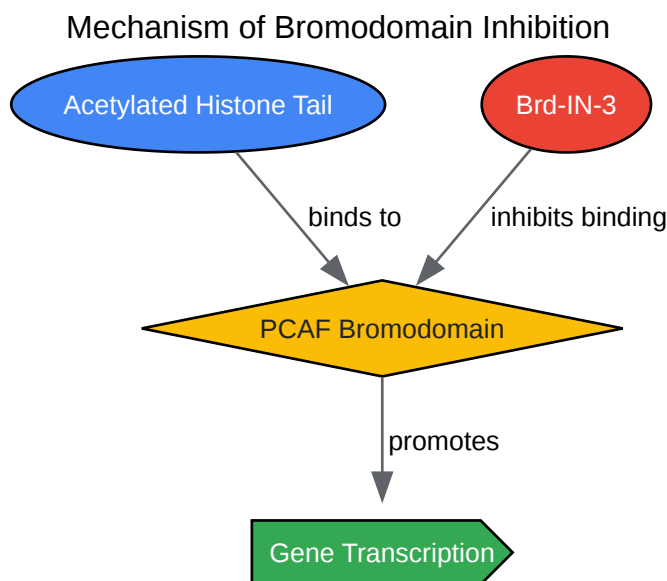 Mechanism of Bromodomain Inhibition
Acetylated Histone Tail
Brd-IN-3
binds to
inhibits binding
PCAF Bromodomain
promotes
Gene Transcription